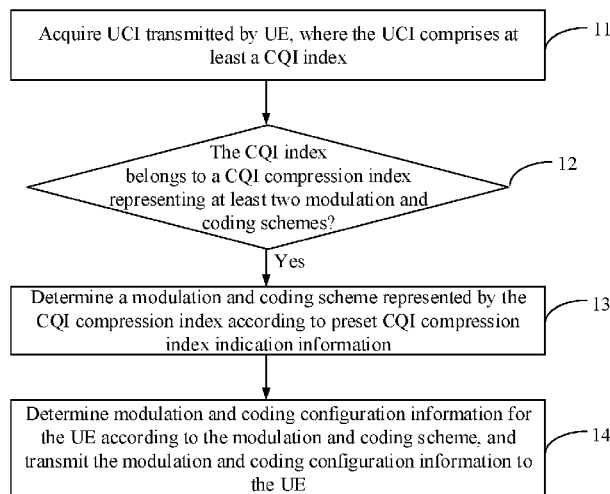 Acquire UCI transmitted by UE, where the UCI comprises at
least a CQI index
11
The CQI index
belongs to a CQI compression index
representing at least two modulation and
coding schemes?
12
Yes
Determine a modulation and coding scheme represented by the
CQI compression index according to preset CQI compression
index indication information
13
Determine modulation and coding configuration information for
the UE according to the modulation and coding scheme, and
transmit the modulation and coding configuration information to
the UE
14